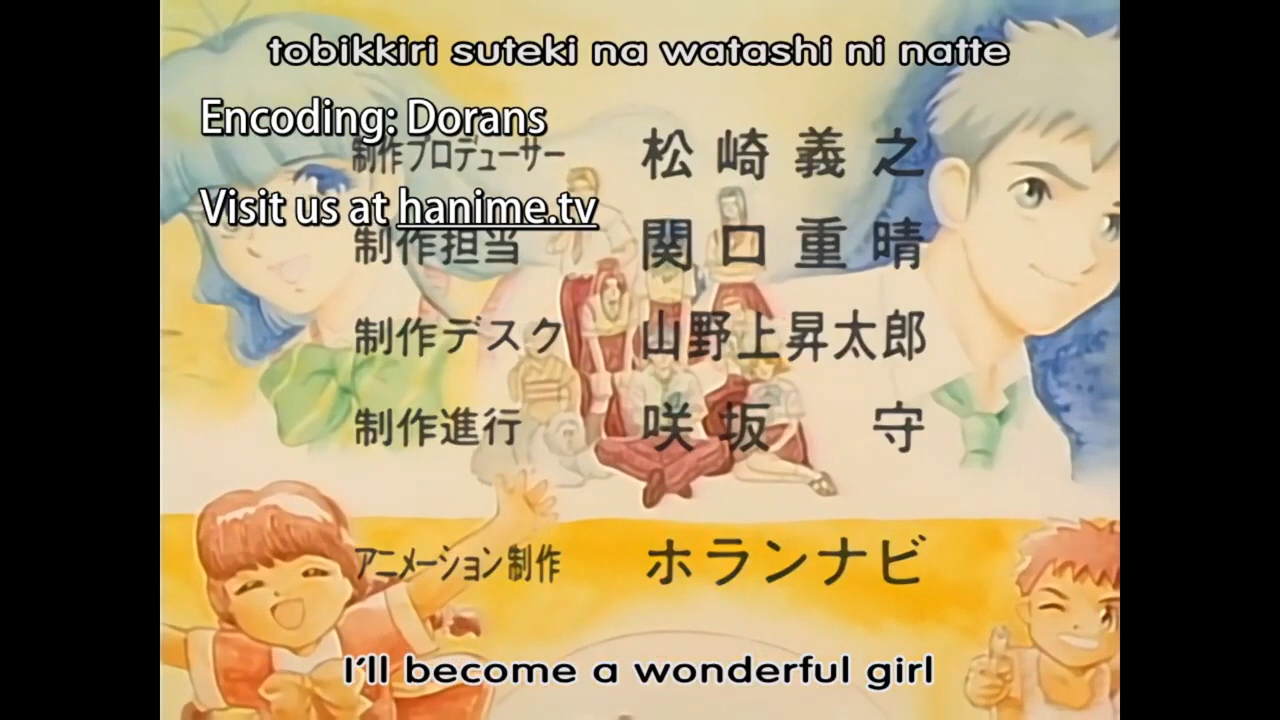 tobikkiri suteki na watashi ni natte
Encoding: Dorans
制作プロデューサー 松崎義之
Visit us at hanime.tv
制作担当 関口重晴
制作デスク 山野上昇太郎
制作進行 咲坂 守
アニメーション制作 ホランナビ
I'll become a wonderful girl